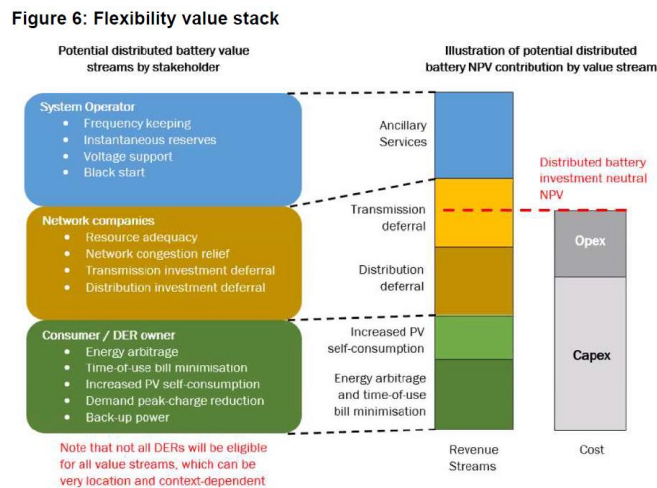 Figure 6: Flexibility value stack
Potential distributed battery value
streams by stakeholder
System Operator
• Frequency keeping
• Instantaneous reserves
• Voltage support
• Black start
Network companies
• Resource adequacy
• Network congestion relief
• Transmission investment deferral
• Distribution investment deferral
Consumer / DER owner
• Energy arbitrage
• Time-of-use bill minimisation
• Increased PV self-consumption
• Demand peak-charge reduction
• Back-up power
Note that not all DERs will be eligible
for all value streams, which can be
very location and context-dependent
Illustration of potential distributed
battery NPV contribution by value stream
Ancillary
Services
Transmission
deferral
Distribution
deferral
Increased PV
self-consumption
Energy arbitrage
and time-of-use
bill minimisation
Distributed battery
investment neutral
NPV
Opex
Capex
Revenue
Streams
Cost